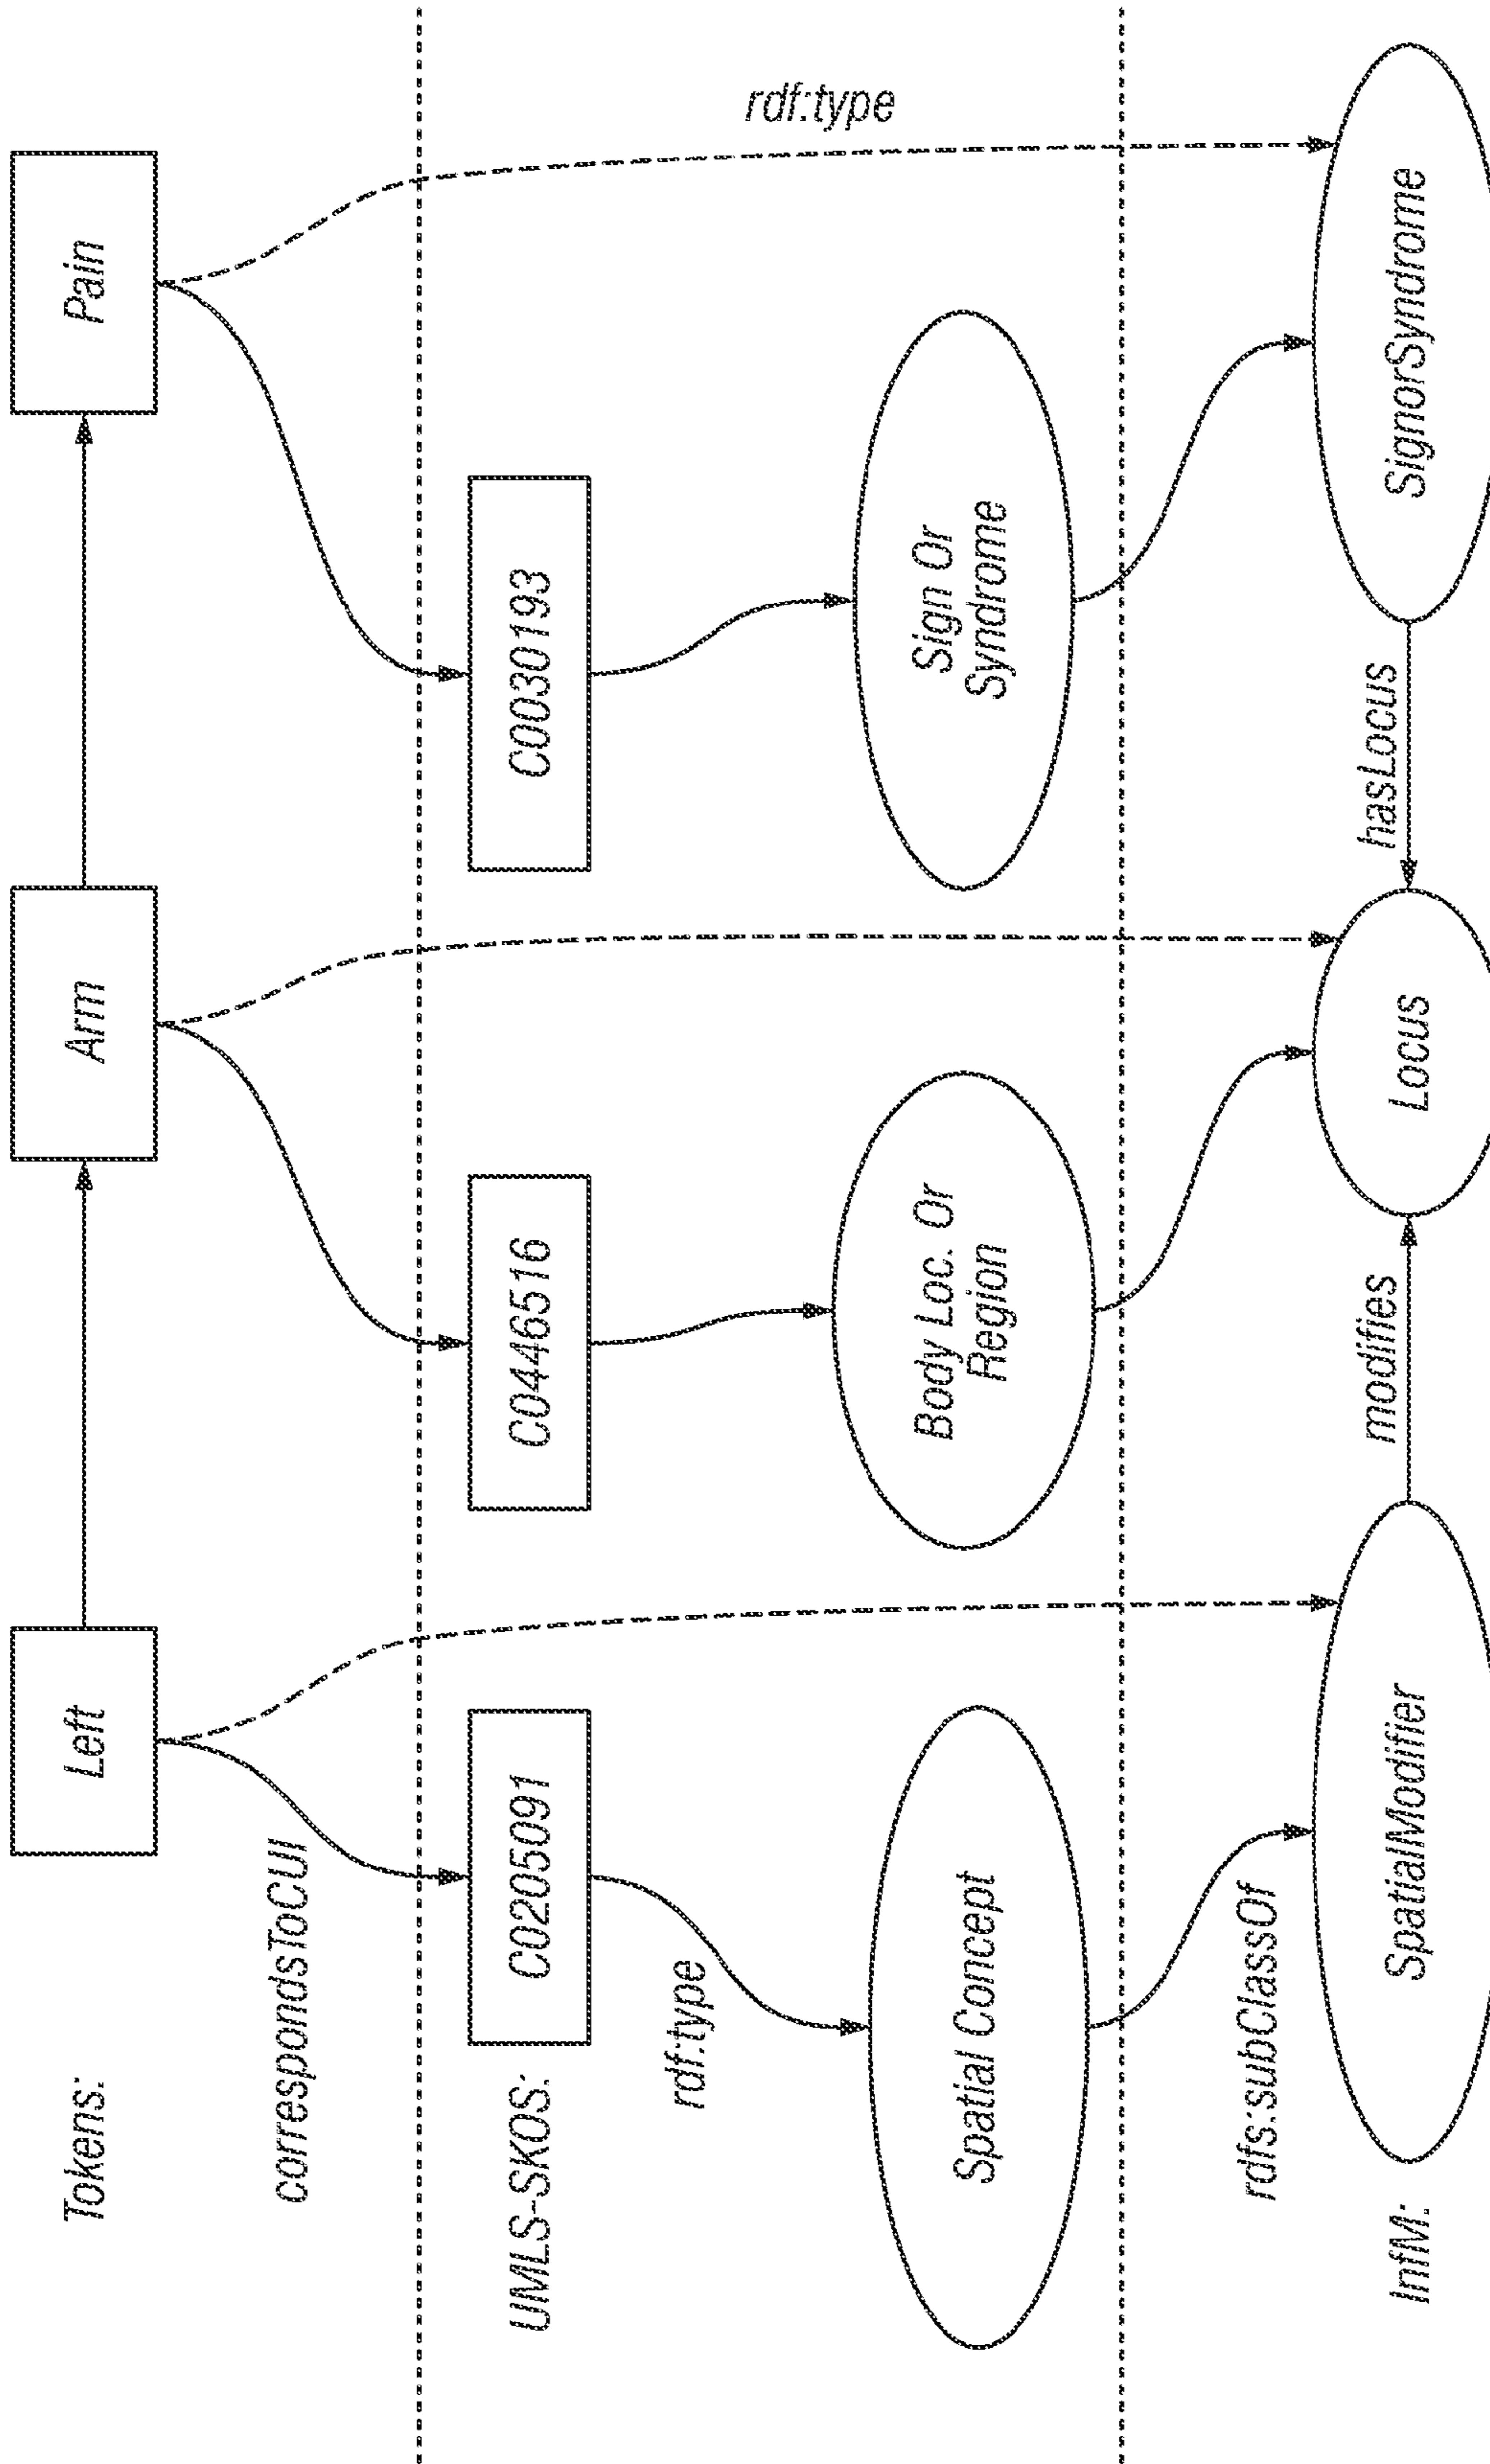 Tokens:
Left
Arm
Pain
correspondsToCUI
UMLS-SKOS:
C0205091
C0446516
C0030193
rdf:type
rdf:type
Spatial Concept
Body Loc. Or
Region
Sign Or
Syndrome
rdfs:subClassOf
InfM:
SpatialModifier
modifies
Locus
hasLocus
SignorSyndrome